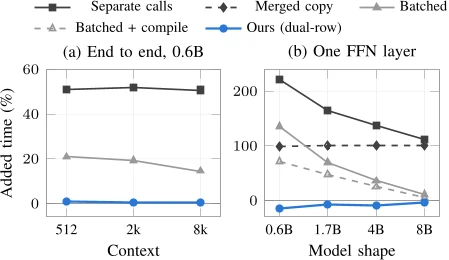 Separate calls Merged copy Batched
Batched + compile Ours (dual-row)
(a) End to end, 0.6B (b) One FFN layer
Added time (%)
60
40
20
0
512 2k 8k
Context
200
100
0
0.6B 1.7B 4B 8B
Model shape